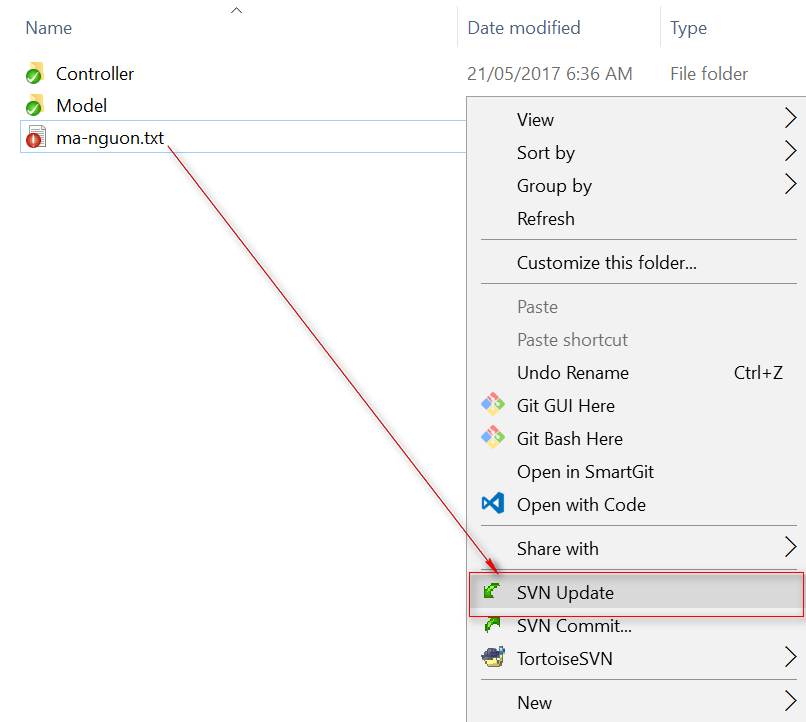 Name Date modified Type
Controller 21/05/2017 6:36 AM File folder
Model
ma-nguon.txt
View
Sort by
Group by
Refresh
Customize this folder...
Paste
Paste shortcut
Undo Rename Ctrl+Z
Git GUI Here
Git Bash Here
Open in SmartGit
Open with Code
Share with
SVN Update
SVN Commit...
TortoiseSVN
New